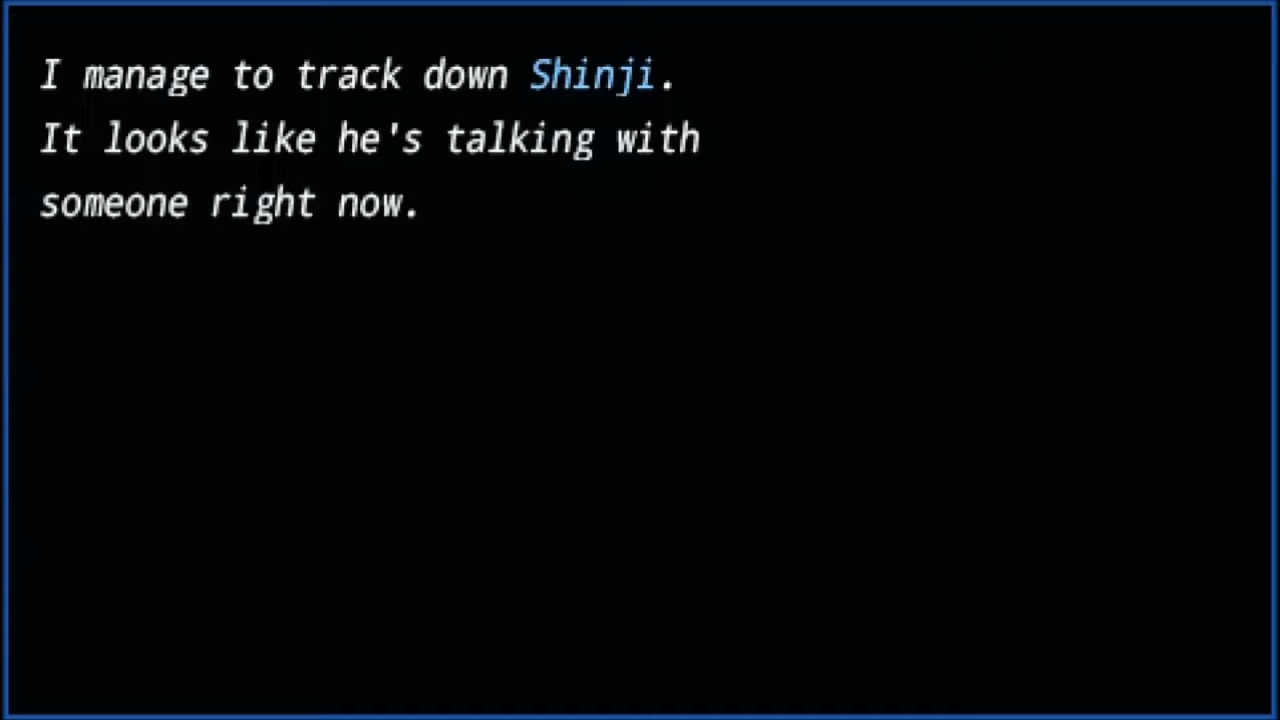 I manage to track down Shinji.
It looks like he's talking with
someone right now.